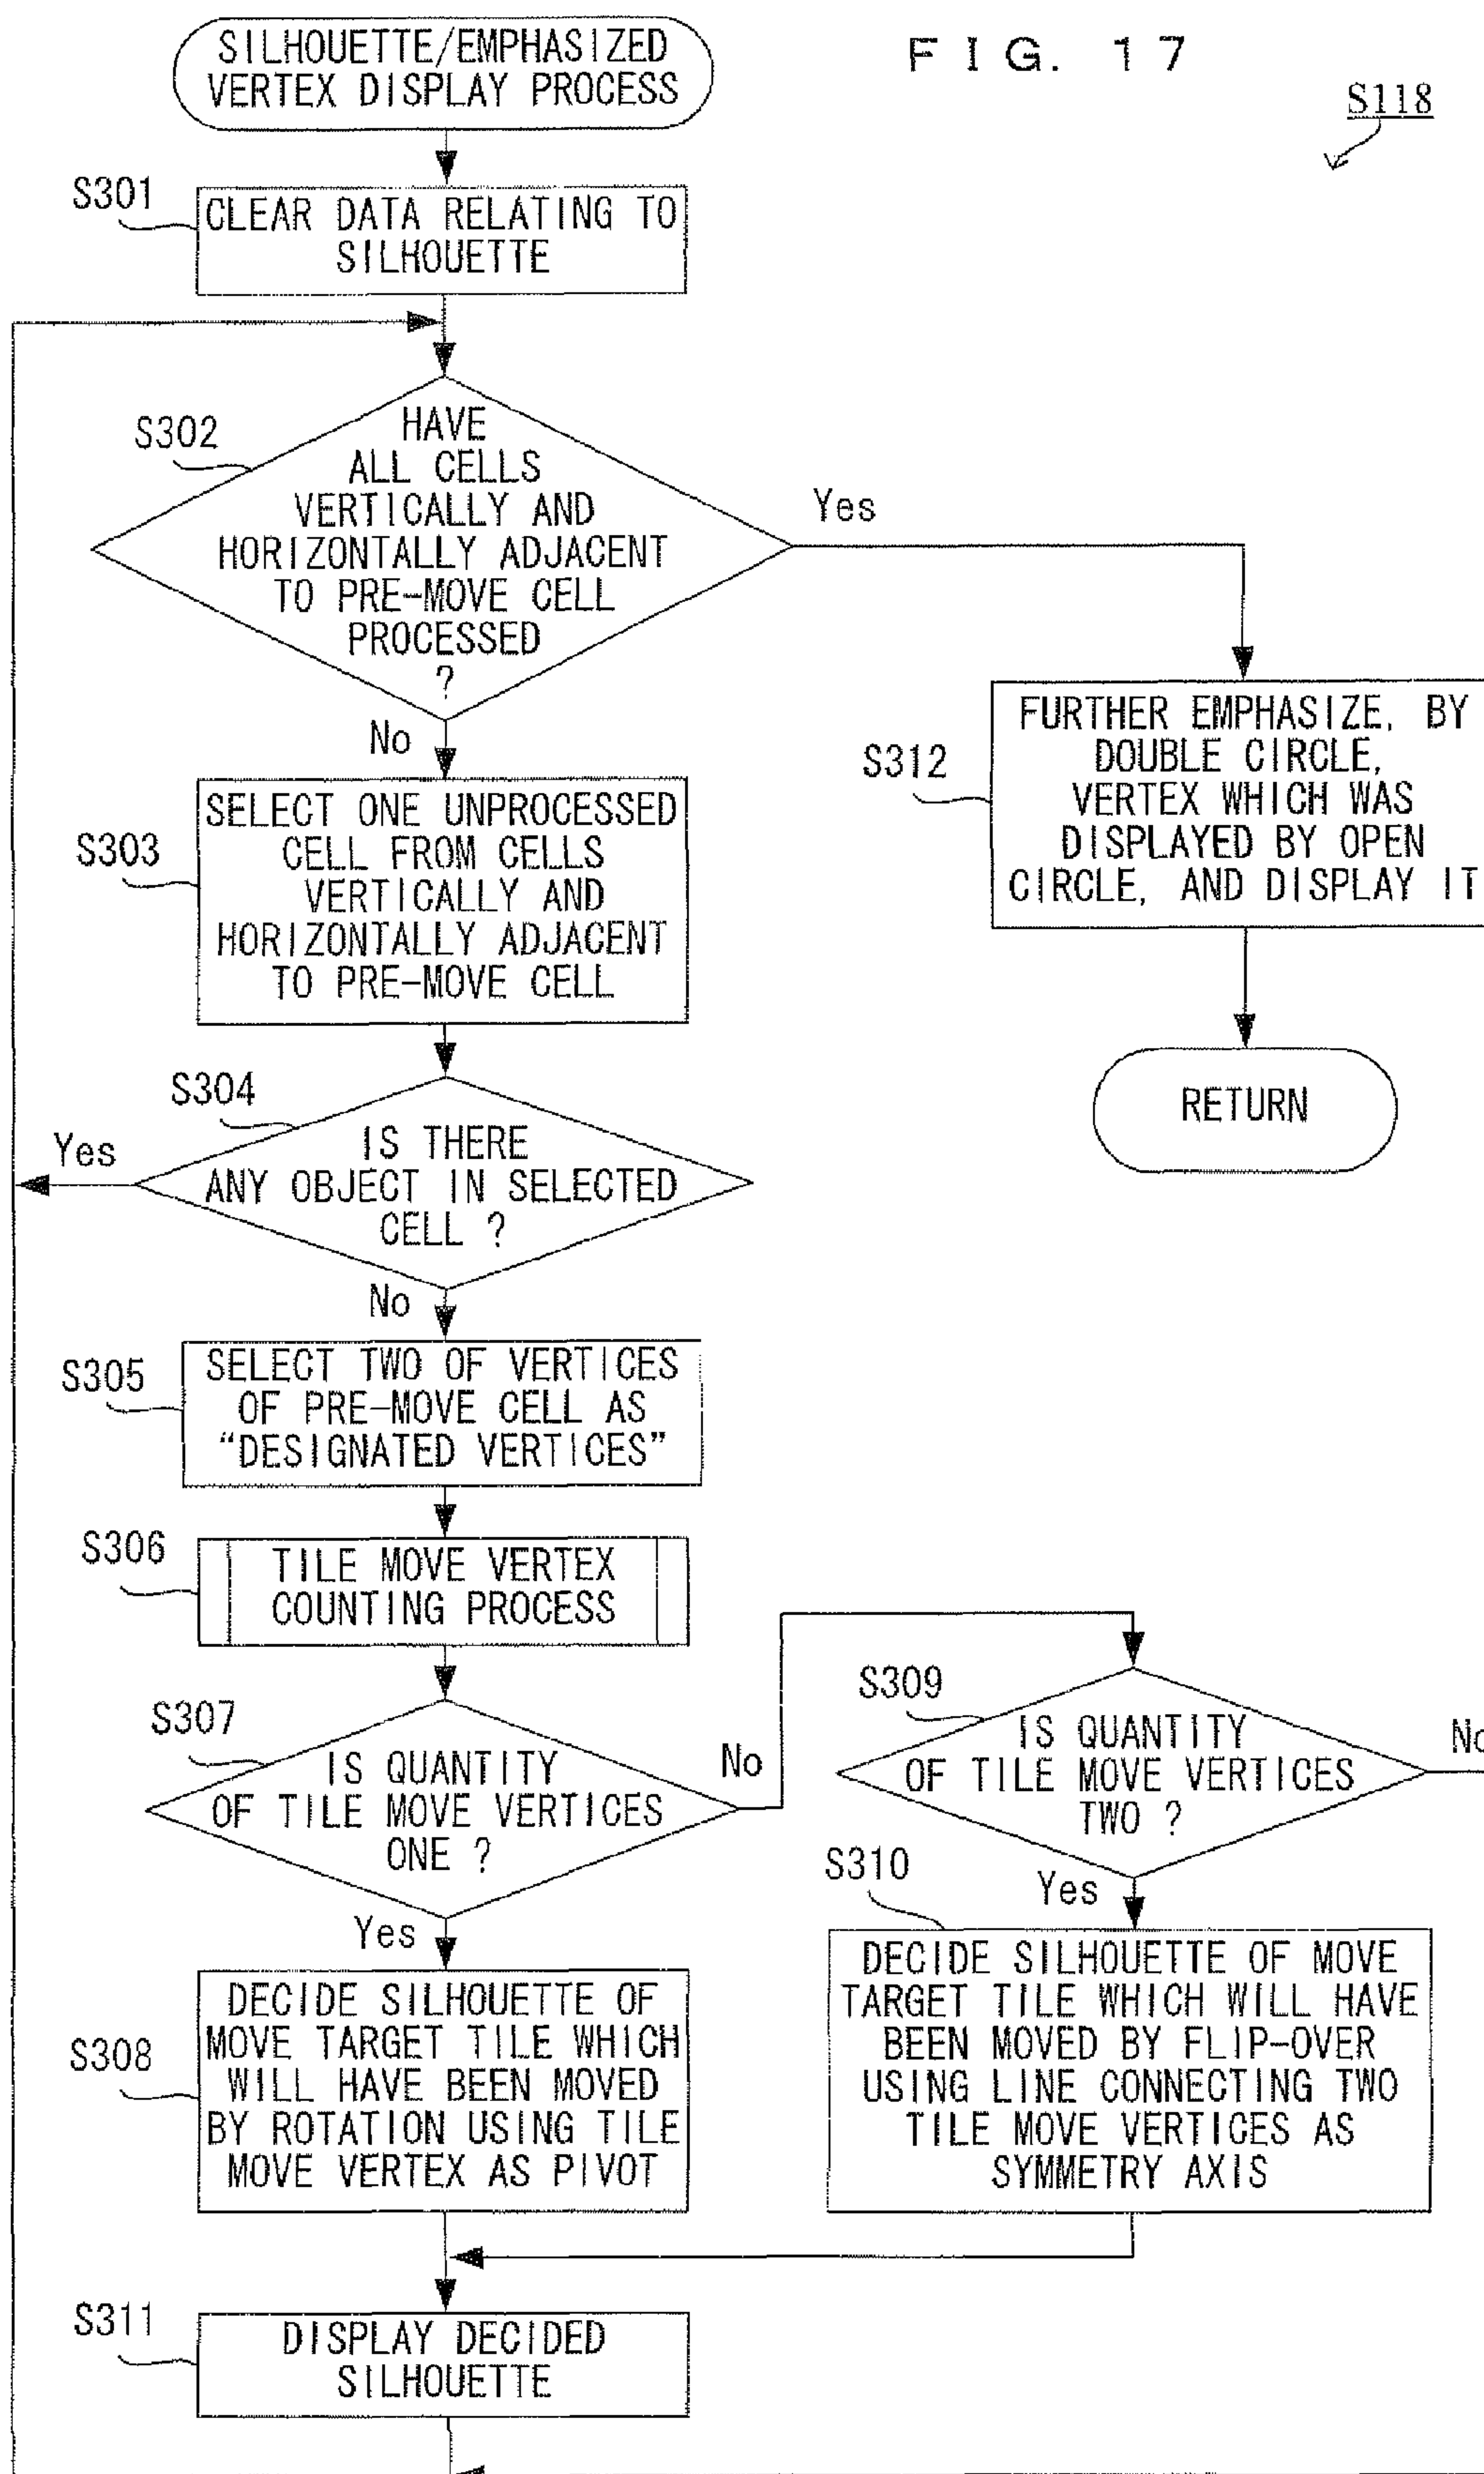 FIG. 17
S118
SILHOUETTE/EMPHASIZED
VERTEX DISPLAY PROCESS
S301
CLEAR DATA RELATING TO
SILHOUETTE
S302
HAVE
ALL CELLS
VERTICALLY AND
HORIZONTALLY ADJACENT
TO PRE-MOVE CELL
PROCESSED
?
Yes
No
S312
FURTHER EMPHASIZE, BY
DOUBLE CIRCLE,
VERTEX WHICH WAS
DISPLAYED BY OPEN
CIRCLE, AND DISPLAY IT
RETURN
S303
SELECT ONE UNPROCESSED
CELL FROM CELLS
VERTICALLY AND
HORIZONTALLY ADJACENT
TO PRE-MOVE CELL
S304
IS THERE
ANY OBJECT IN SELECTED
CELL ?
Yes
No
S305
SELECT TWO OF VERTICES
OF PRE-MOVE CELL AS
“DESIGNATED VERTICES”
S306
TILE MOVE VERTEX
COUNTING PROCESS
S307
IS QUANTITY
OF TILE MOVE VERTICES
ONE ?
No
Yes
S309
IS QUANTITY
OF TILE MOVE VERTICES
TWO ?
No
Yes
S308
DECIDE SILHOUETTE OF
MOVE TARGET TILE WHICH
WILL HAVE BEEN MOVED
BY ROTATION USING TILE
MOVE VERTEX AS PIVOT
S310
DECIDE SILHOUETTE OF MOVE
TARGET TILE WHICH WILL HAVE
BEEN MOVED BY FLIP-OVER
USING LINE CONNECTING TWO
TILE MOVE VERTICES AS
SYMMETRY AXIS
S311
DISPLAY DECIDED
SILHOUETTE